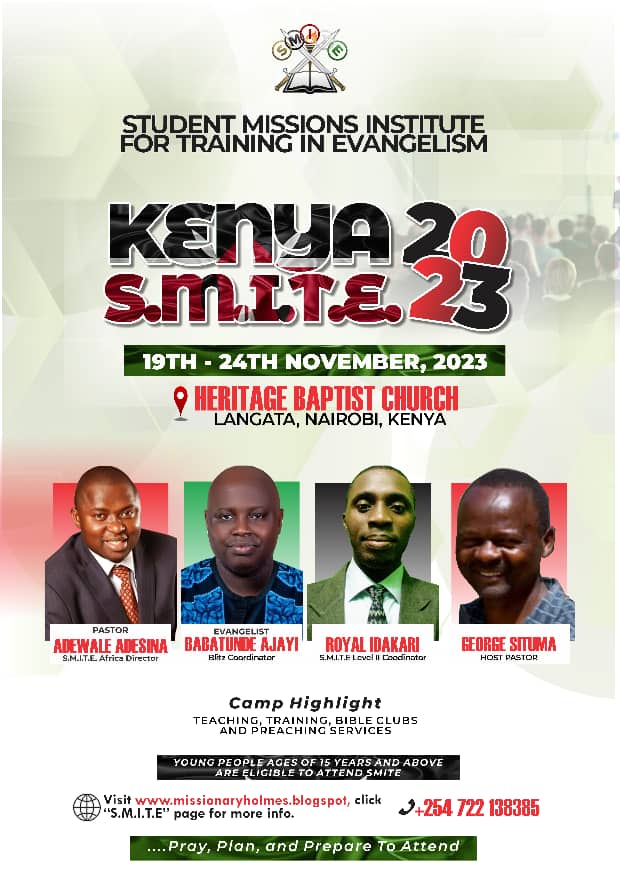 S M I E
STUDENT MISSIONS INSTITUTE
FOR TRAINING IN EVANGELISM
KENYA 2023
S.M.I.T.E.
19TH - 24TH NOVEMBER, 2023
HERITAGE BAPTIST CHURCH
LANGATA, NAIROBI, KENYA
PASTOR
ADEWALE ADESINA
S.M.I.T.E. Africa Director
EVANGELIST
BABATUNDE AJAYI
Blitz Coordinator
ROYAL IDAKARI
S.M.I.T.E Level II Coodinator
GEORGE SITUMA
HOST PASTOR
Camp Highlight
TEACHING, TRAINING, BIBLE CLUBS
AND PREACHING SERVICES
YOUNG PEOPLE AGES OF 15 YEARS AND ABOVE
ARE ELIGIBLE TO ATTEND SMITE
Visit www.missionaryholmes.blogspot, click
"S.M.I.T.E" page for more info.
+254 722 138385
....Pray, Plan, and Prepare To Attend